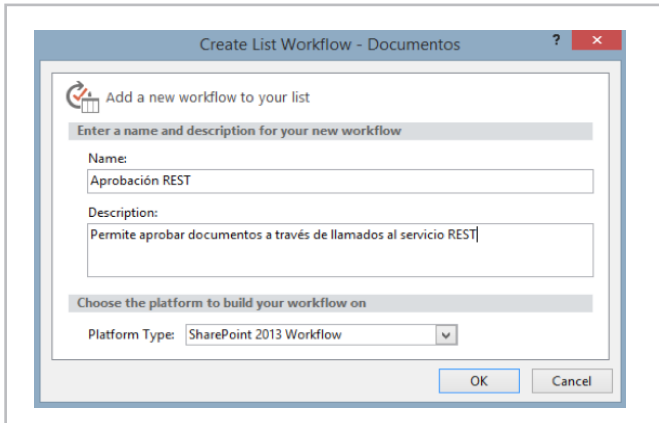 Create List Workflow - Documentos
?
×
Add a new workflow to your list
Enter a name and description for your new workflow
Name:
Aprobación REST
Description:
Permite aprobar documentos a través de llamados al servicio REST
Choose the platform to build your workflow on
Platform Type: SharePoint 2013 Workflow
OK Cancel